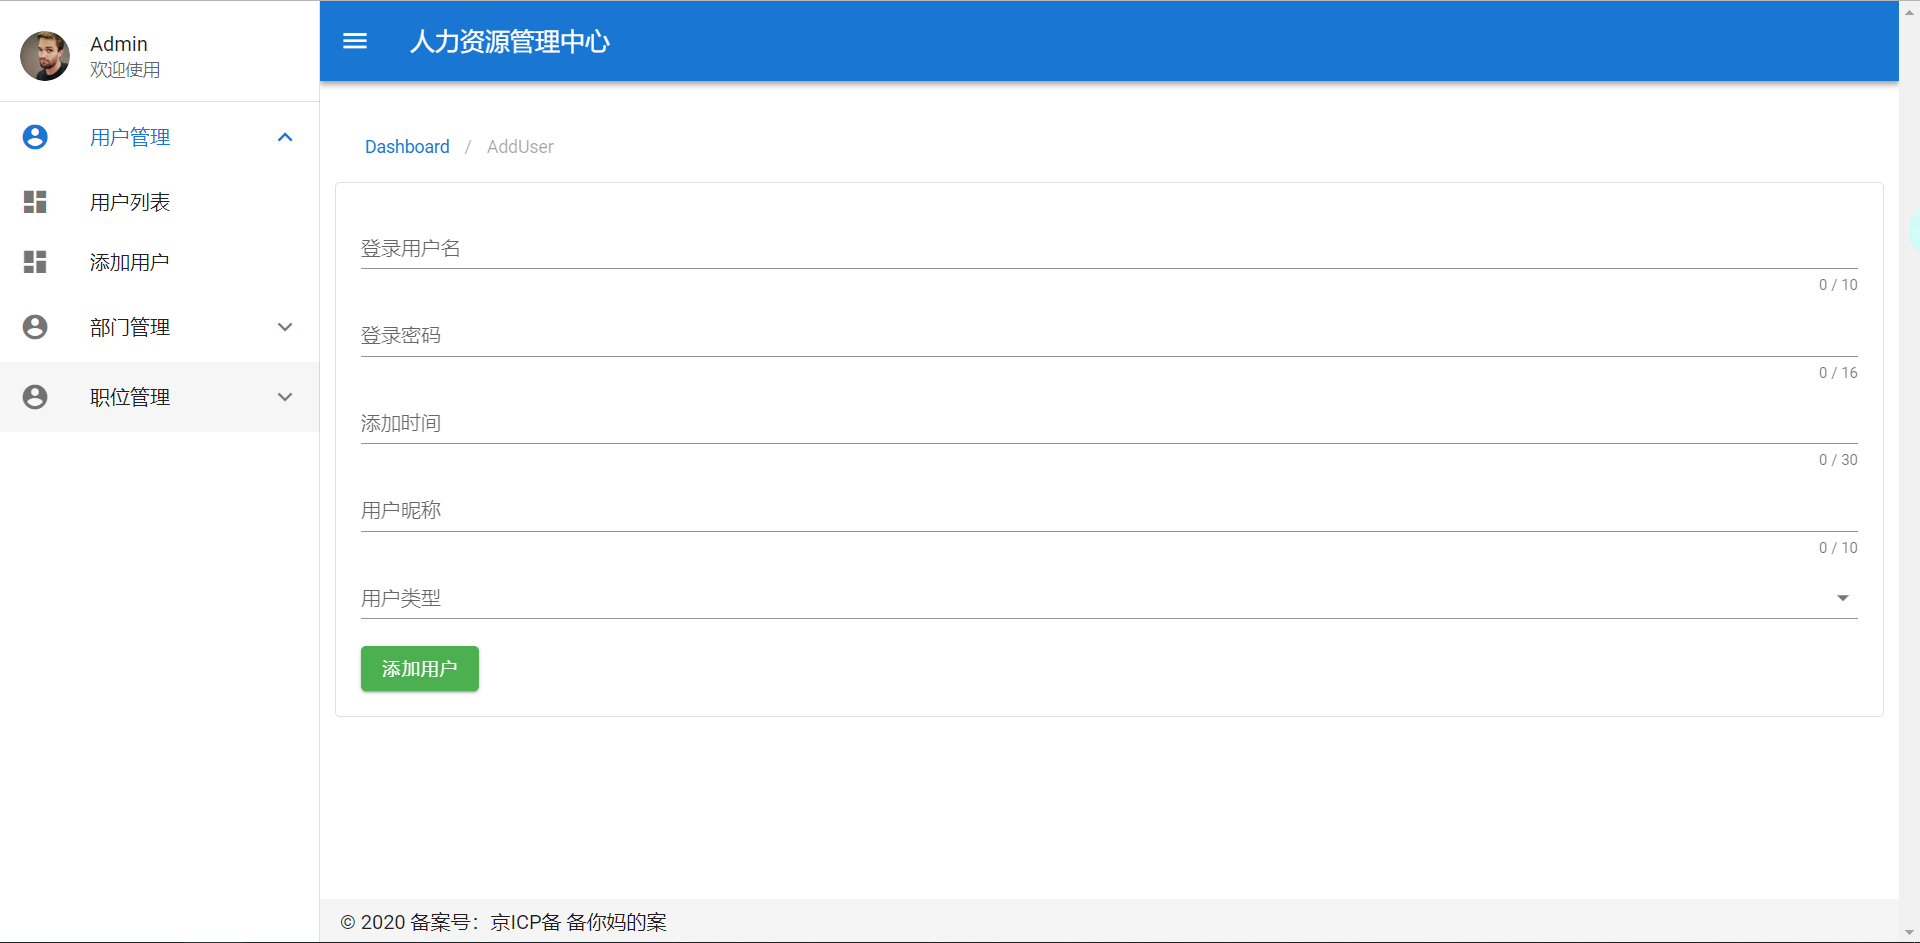 Admin
欢迎使用
用户管理
用户列表
添加用户
部门管理
职位管理
人力资源管理中心
Dashboard / AddUser
登录用户名
0 / 10
登录密码
0 / 16
添加时间
0 / 30
用户昵称
0 / 10
用户类型
添加用户
© 2020 备案号：京ICP备 备你妈的案